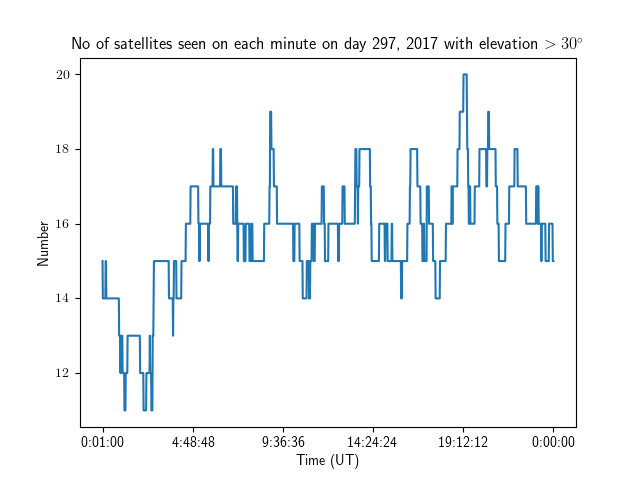 No of satellites seen on each minute on day 297, 2017 with elevation > 30°
20
18
16
14
12
Number
0:01:00 4:48:48 9:36:36 14:24:24 19:12:12 0:00:00
Time (UT)